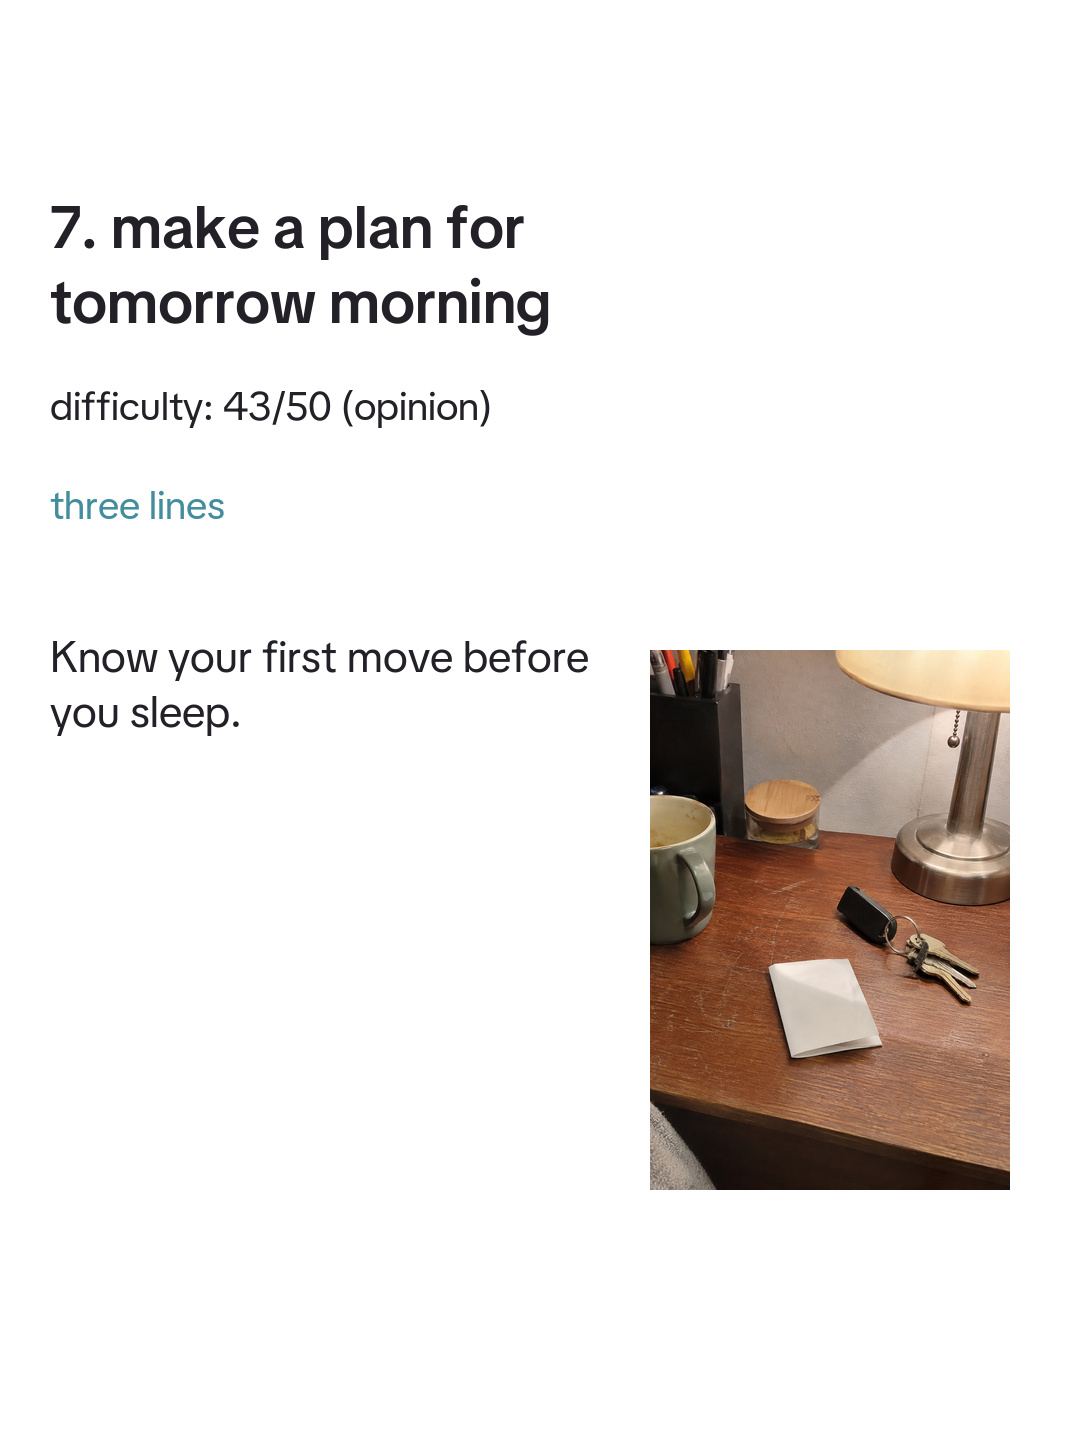 7. make a plan for
tomorrow morning
difficulty: 43/50 (opinion)
three lines
Know your first move before
you sleep.